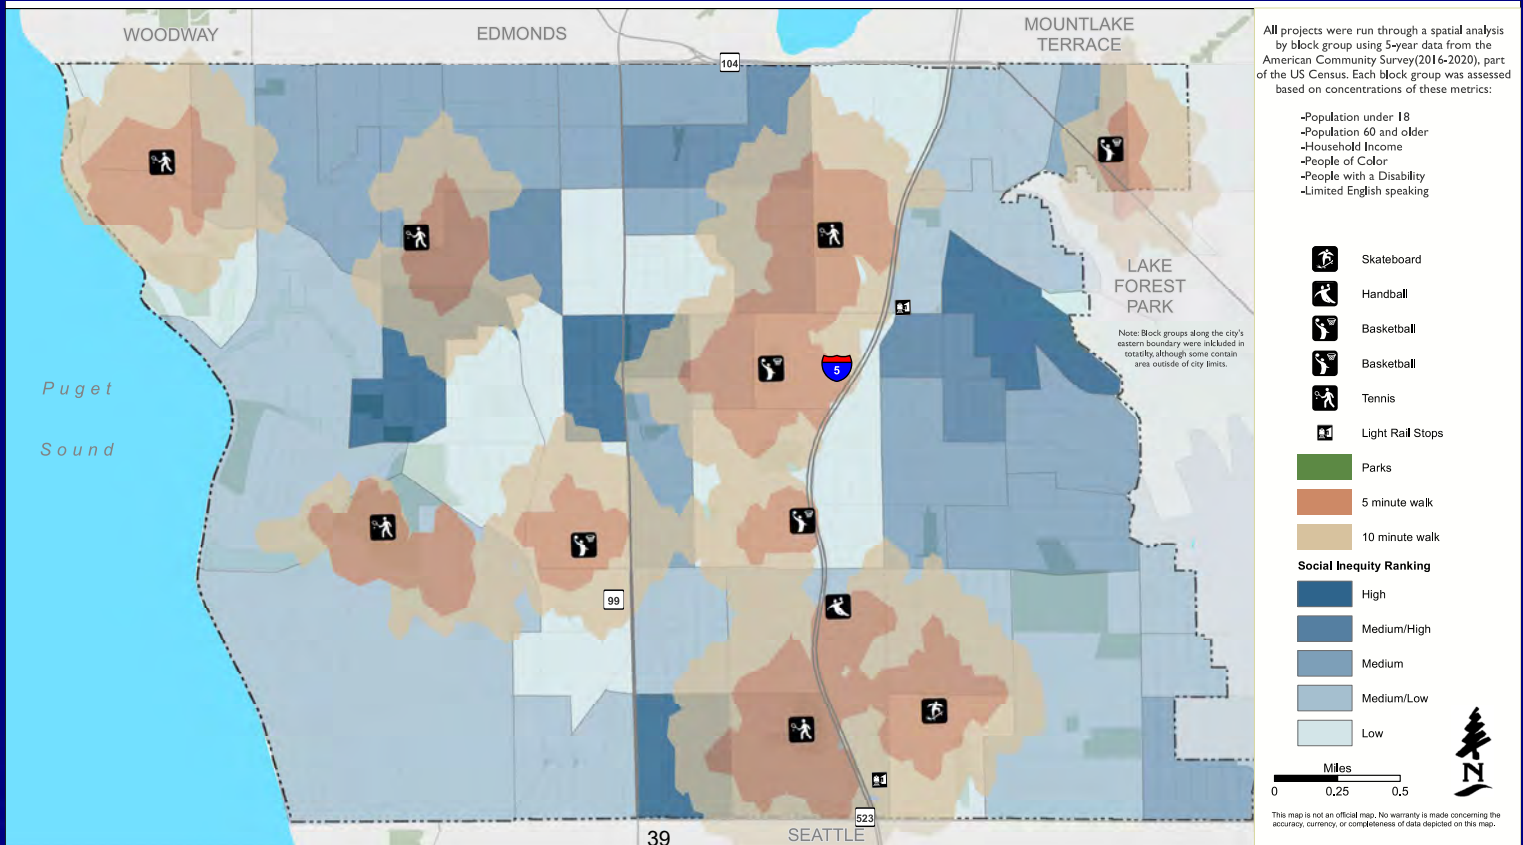 WOODWAY
EDMONDS
MOUNTLAKE
TERRACE
104
LAKE
FOREST
PARK
Note: Block groups along the city's
eastern boundary were inlcluded in
totatlty, although some contain
area outisde of city limits.
5
Puget
Sound
99
523
39
SEATTLE
All projects were run through a spatial analysis
by block group using 5-year data from the
American Community Survey(2016-2020), part
of the US Census. Each block group was assessed
based on concentrations of these metrics:
-Population under 18
-Population 60 and older
-Household Income
-People of Color
-People with a Disability
-Limited English speaking
Skateboard
Handball
Basketball
Basketball
Tennis
Light Rail Stops
Parks
5 minute walk
10 minute walk
Social Inequity Ranking
High
Medium/High
Medium
Medium/Low
Low
Miles
0 0.25 0.5
N
This map is not an official map. No warranty is made concerning the
accuracy, currency, or completeness of data depicted on this map.